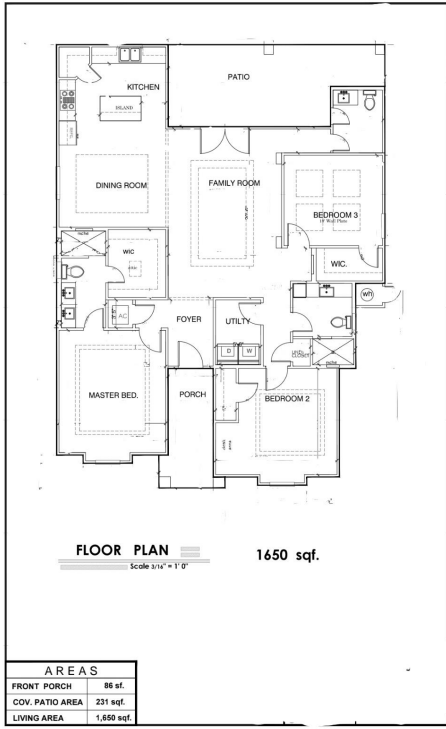 KITCHEN
PATIO
ISLAND
DINING ROOM
FAMILY ROOM
BEDROOM 3
WIC
WIC.
WH
AC
FOYER
UTILTY
D W
MASTER BED.
PORCH
BEDROOM 2
FLOOR PLAN
Scale 3/16" = 1' 0"
1650 sqf.
AREAS
FRONT PORCH 86 sf.
COV. PATIO AREA 231 sqf.
LIVING AREA 1,650 sqf.